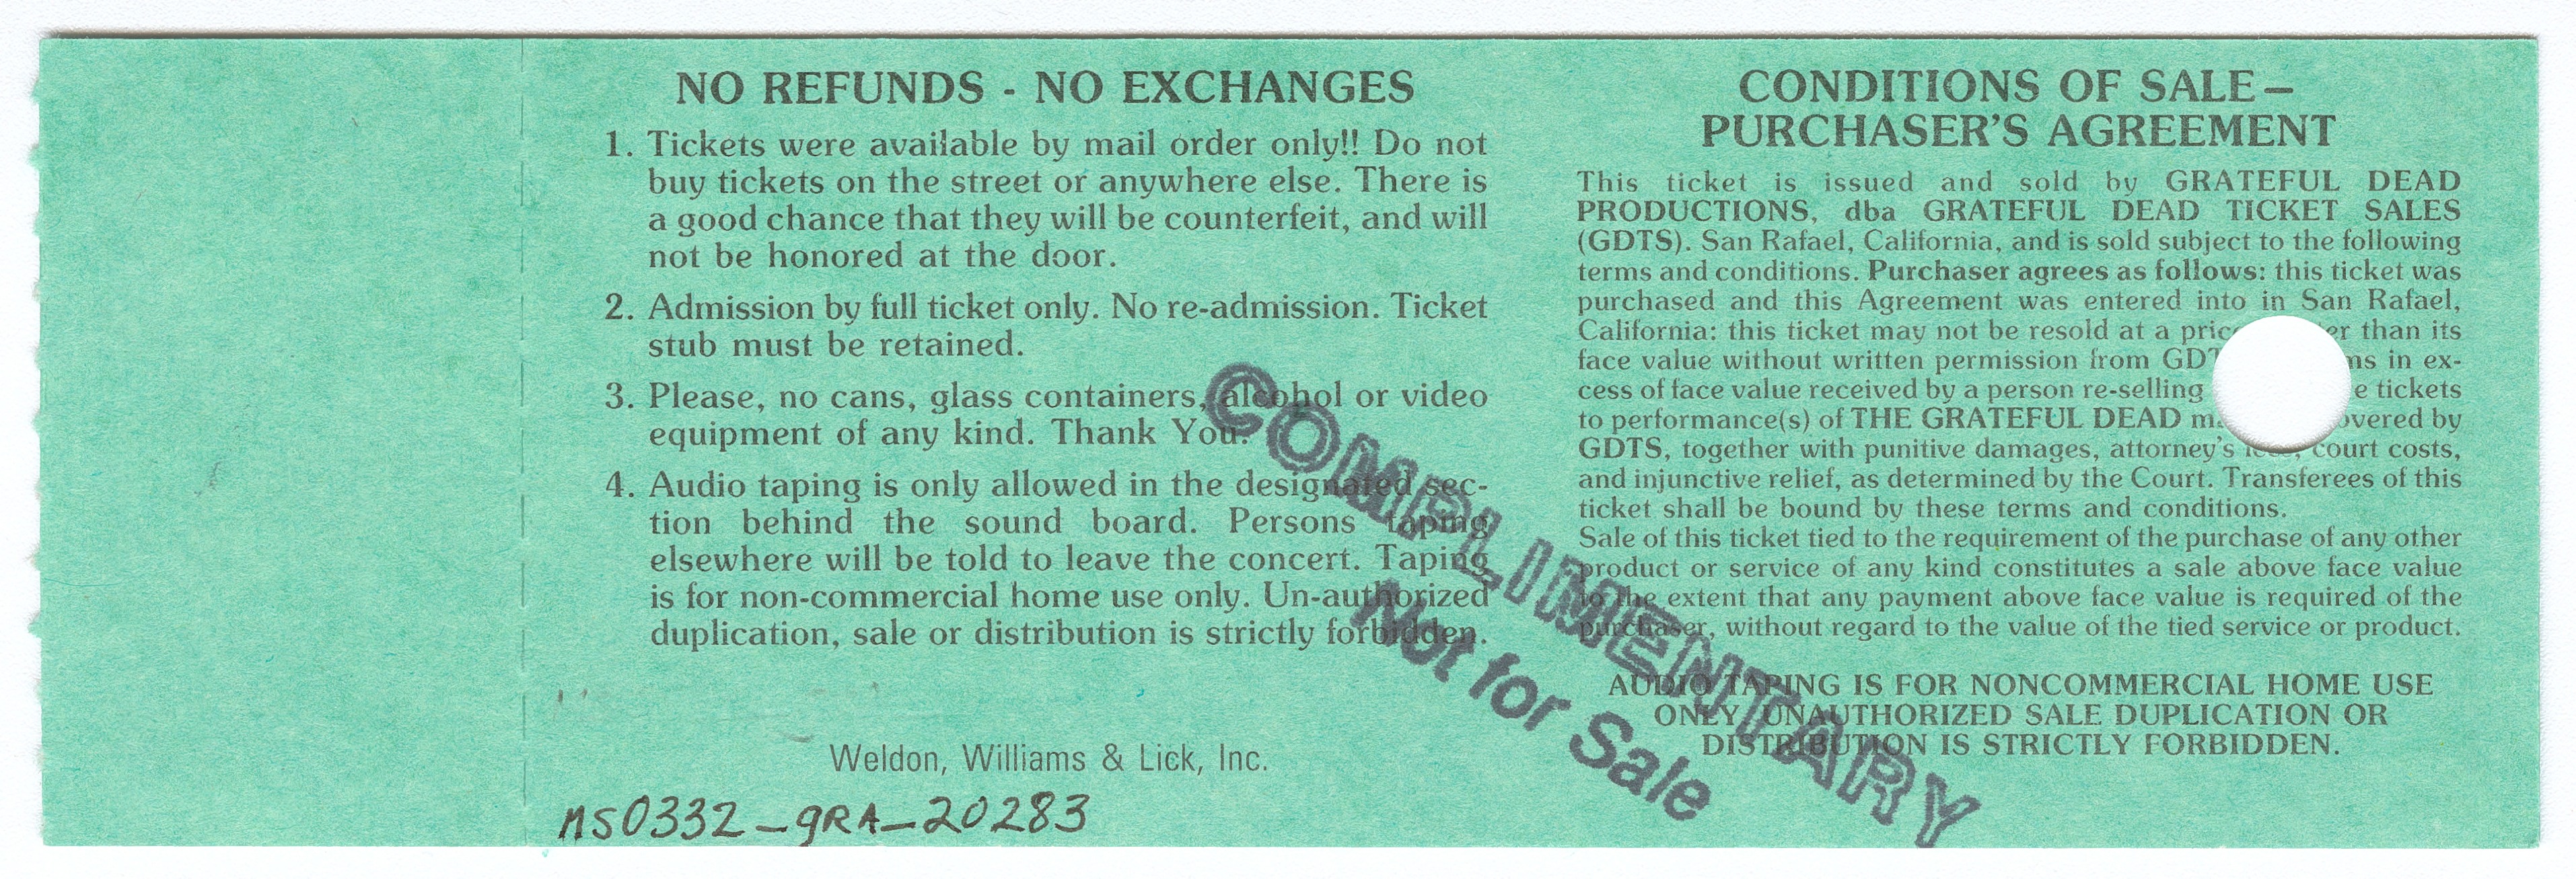 NO REFUNDS - NO EXCHANGES
1. Tickets were available by mail order only!! Do not
buy tickets on the street or anywhere else. There is
a good chance that they will be counterfeit, and will
not be honored at the door.
2. Admission by full ticket only. No re-admission. Ticket
stub must be retained.
3. Please, no cans, glass containers, alcohol or video
equipment of any kind. Thank You.
4. Audio taping is only allowed in the designated sec-
tion behind the sound board. Persons taping
elsewhere will be told to leave the concert. Taping
is for non-commercial home use only. Un-authorized
duplication, sale or distribution is strictly forbidden.
Weldon, Williams & Lick, Inc.
MS0332-gRA-20283
COMPLIMENTARY
Not for Sale
CONDITIONS OF SALE—
PURCHASER'S AGREEMENT
This ticket is issued and sold by GRATEFUL DEAD
PRODUCTIONS, dba GRATEFUL DEAD TICKET SALES
(GDTS). San Rafael, California, and is sold subject to the following
terms and conditions. Purchaser agrees as follows: this ticket was
purchased and this Agreement was entered into in San Rafael,
California: this ticket may not be resold at a than its
face value without written permission from in ex-
cess of face value received by a person re-selling tickets
to performance(s) of THE GRATEFUL DEAD by
GDTS, together with punitive damages, attorney's court costs,
and injunctive relief, as determined by the Court. Transferees of this
ticket shall be bound by these terms and conditions.
Sale of this ticket tied to the requirement of the purchase of any other
product or service of any kind constitutes a sale above face value
to the extent that any payment above face value is required of the
purchaser, without regard to the value of the tied service or product.
AUDIO TAPING IS FOR NONCOMMERCIAL HOME USE
ONLY UNAUTHORIZED SALE DUPLICATION OR
DISTRIBUTION IS STRICTLY FORBIDDEN.